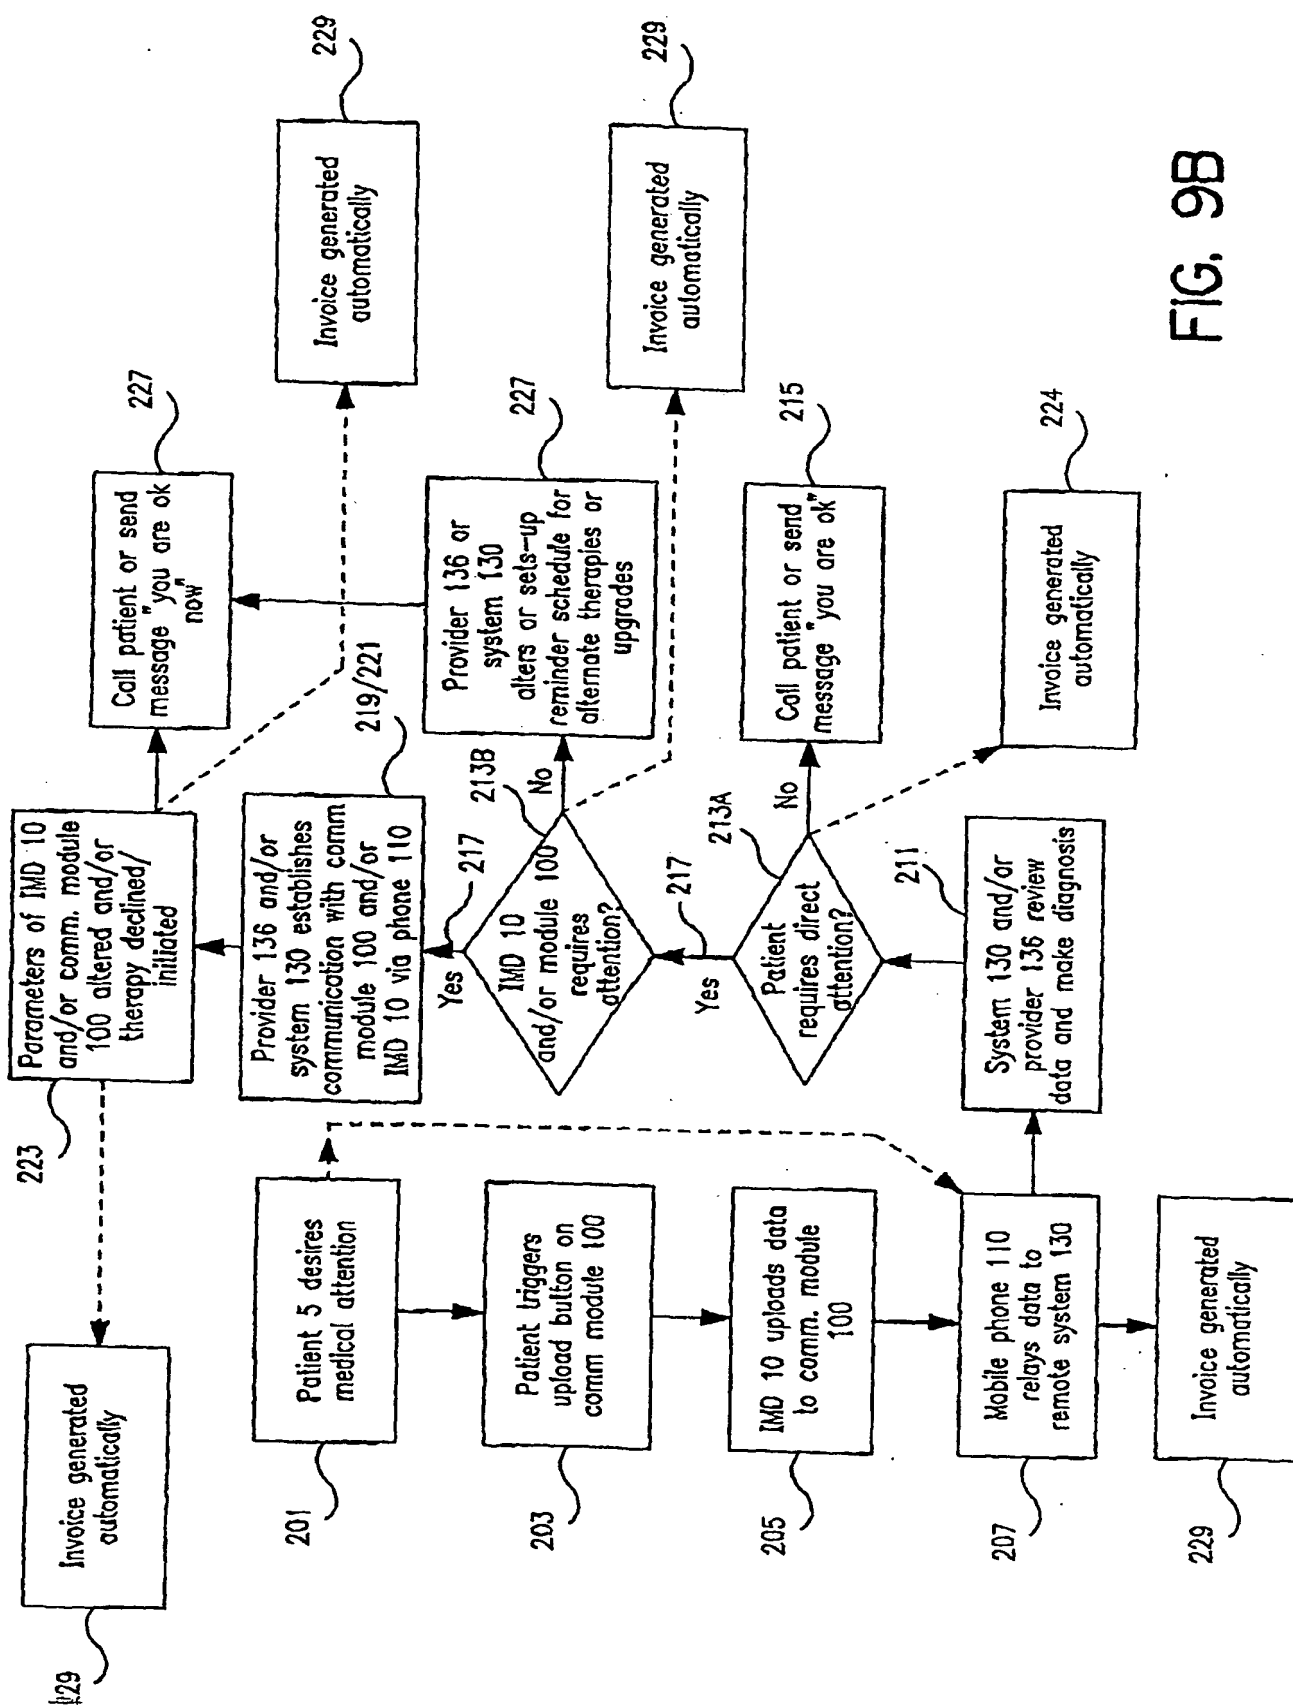 129
Invoice generated
automatically
223
Parameters of IMD 10
and/or comm. module
100 altered and/or
therapy declined/
initiated
Call patient or send
message "you are ok
now"
227
229
Invoice generated
automatically
201
Patient 5 desires
medical attention
Provider 136 and/or
system 130 establishes
communication with comm
module 100 and/or
IMD 10 via phone 110
219/221
203
Patient triggers
upload button on
comm module 100
Yes
217
IMD 10
and/or module 100
requires
attention?
213B
No
Provider 136 or
system 130
alters or sets-up
reminder schedule for
alternate therapies or
upgrades
227
229
Invoice generated
automatically
205
IMD 10 uploads data
to comm. module
100
Yes
217
Patient
requires direct
attention?
213A
No
Call patient or send
message "you are ok"
215
207
Mobile phone 110
relays data to
remote system 130
System 130 and/or
provider 136 review
data and make diagnosis
211
224
Invoice generated
automatically
229
Invoice generated
automatically
FIG. 9B